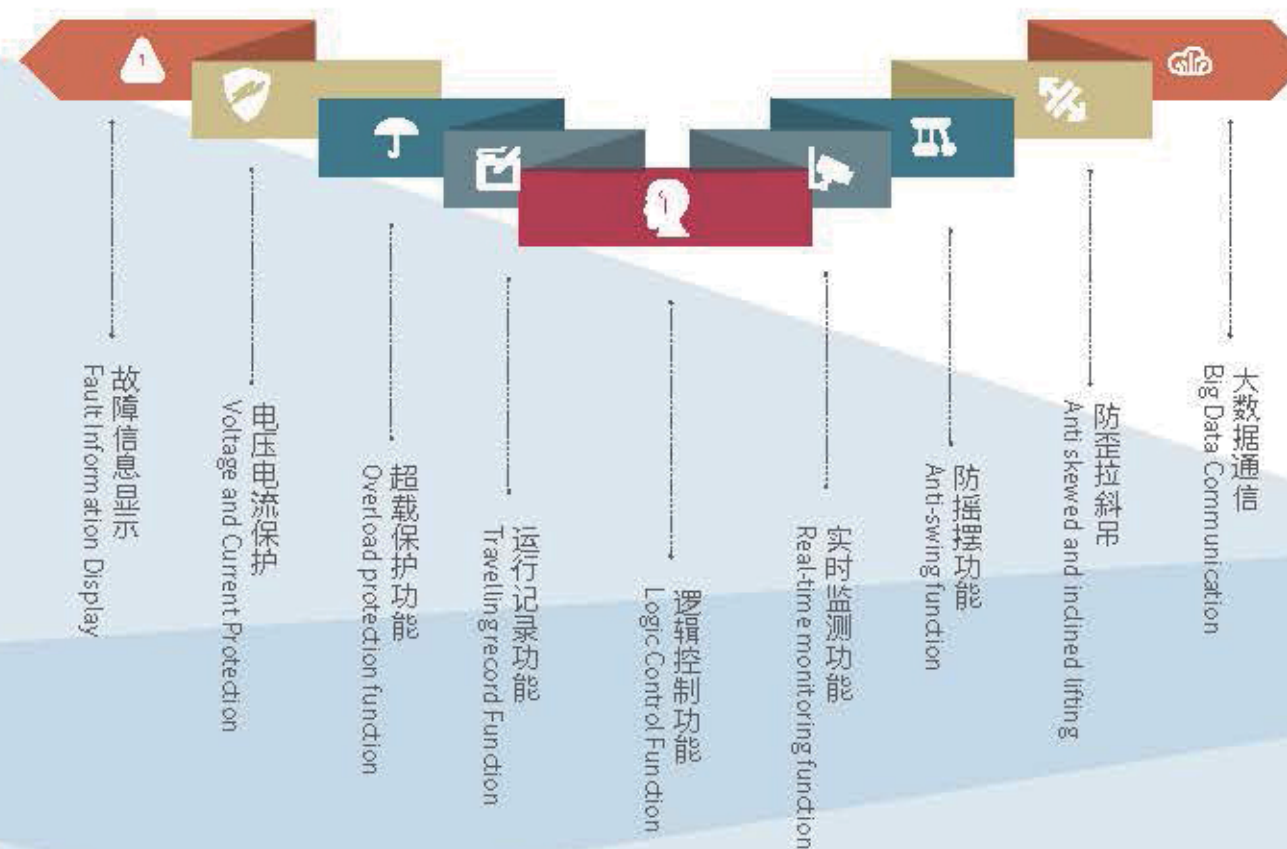 故障信息显示
Fault Information Display
电压电流保护
Voltage and Current Protection
超载保护功能
Overload protection function
运行记录功能
Travelling record Function
逻辑控制功能
Logic Control Function
实时监测功能
Real-time monitoring function
防摇摆功能
Anti-swing function
防歪拉斜吊
Anti skewed and inclined lifting
大数据通信
Big Data Communication